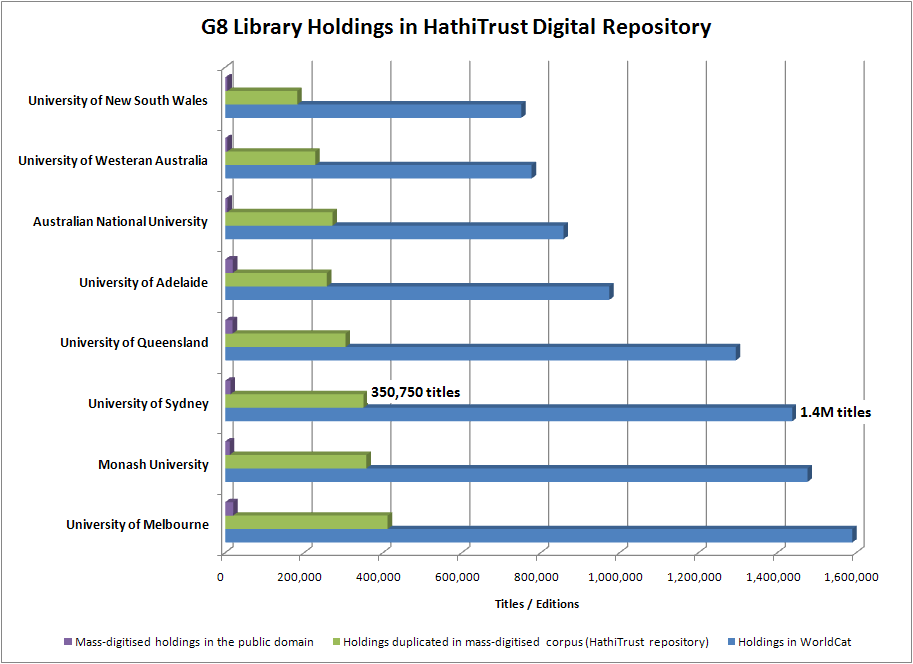 G8 Library Holdings in HathiTrust Digital Repository
University of New South Wales
University of Westeran Australia
Australian National University
University of Adelaide
University of Queensland
University of Sydney
350,750 titles
1.4M titles
Monash University
University of Melbourne
0 200,000 400,000 600,000 800,000 1,000,000 1,200,000 1,400,000 1,600,000
Titles / Editions
Mass-digitised holdings in the public domain Holdings duplicated in mass-digitised corpus (HathiTrust repository) Holdings in WorldCat